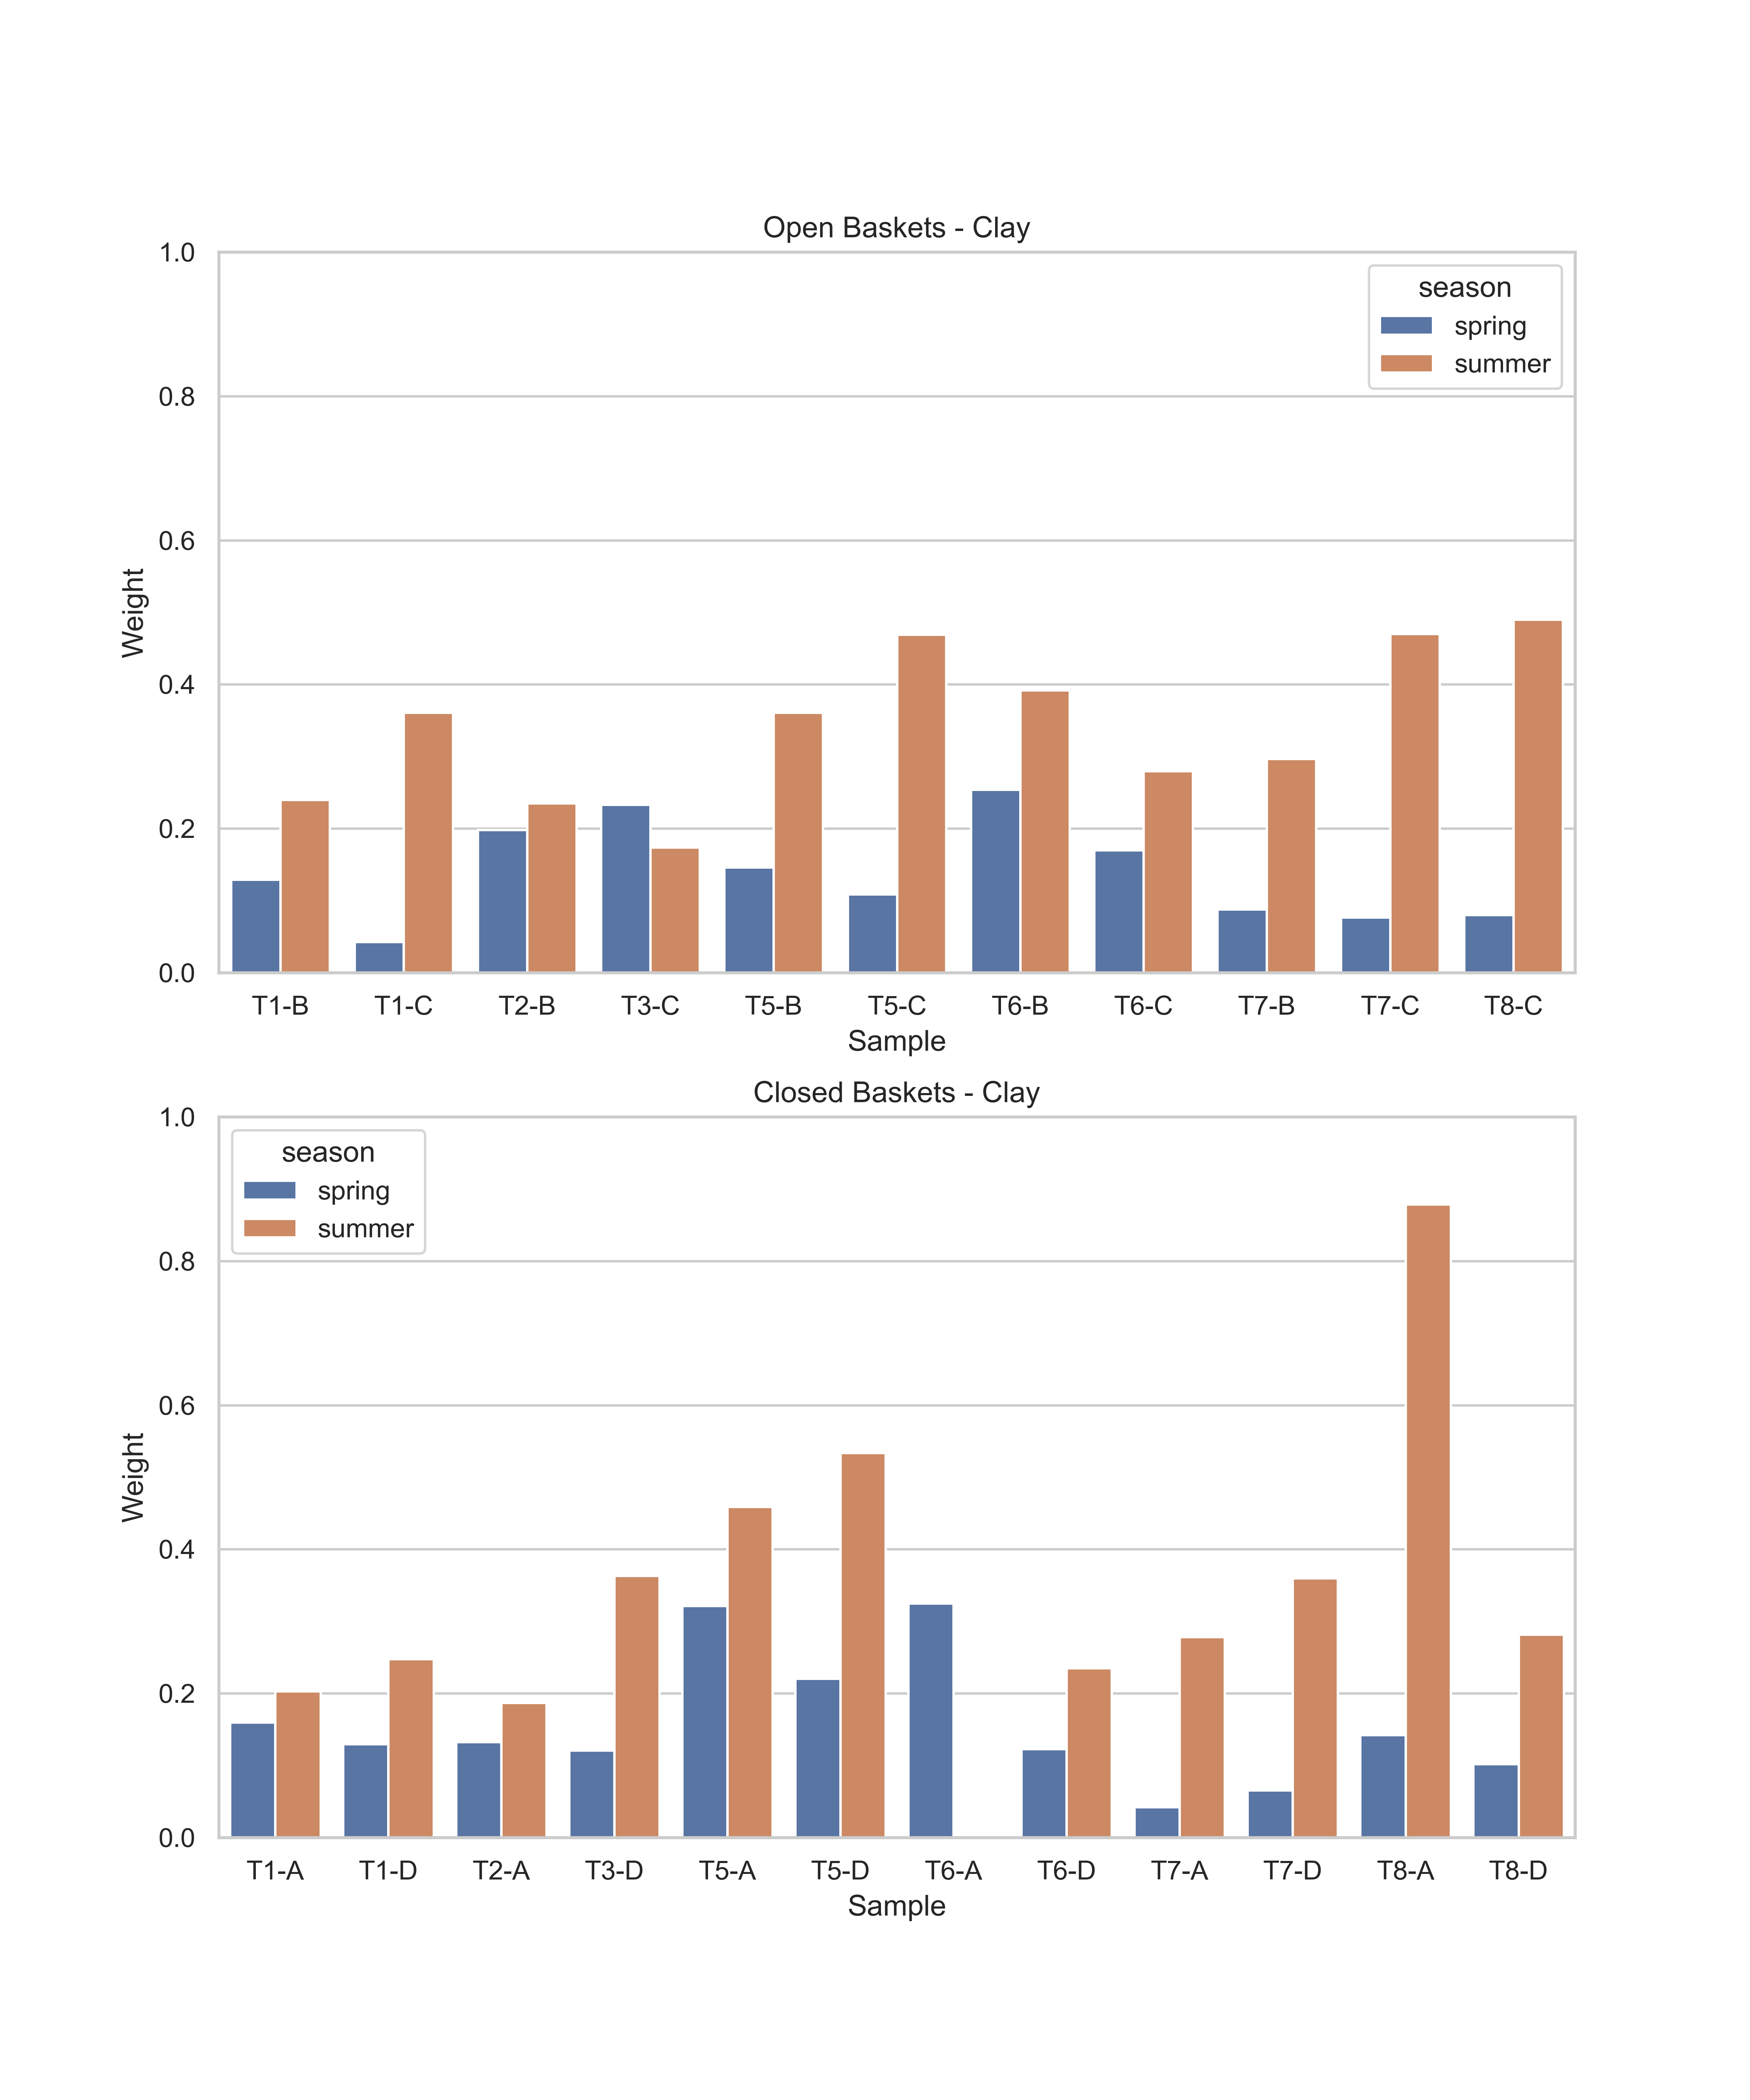 Open Baskets - Clay
1.0
0.8
0.6
0.4
0.2
0.0
Weight
season
spring
summer
T1-B T1-C T2-B T3-C T5-B T5-C T6-B T6-C T7-B T7-C T8-C
Sample
Closed Baskets - Clay
1.0
0.8
0.6
0.4
0.2
0.0
Weight
season
spring
summer
T1-A T1-D T2-A T3-D T5-A T5-D T6-A T6-D T7-A T7-D T8-A T8-D
Sample